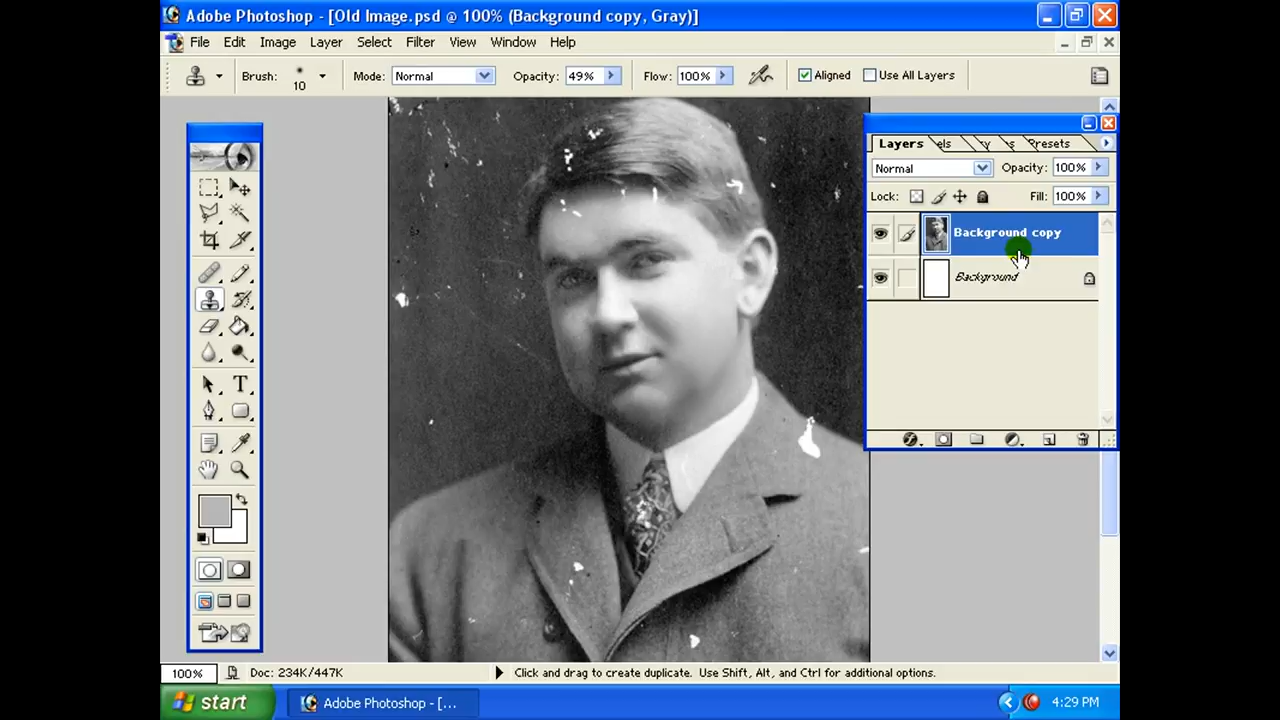 Adobe Photoshop - [Old Image.psd @ 100% (Background copy, Gray)]
File Edit Image Layer Select Filter View Window Help
Brush: 10 Mode: Normal Opacity: 49% Flow: 100% Aligned Use All Layers
Layers els y s Presets
Normal Opacity: 100%
Lock: Fill: 100%
Background copy
Background
T
100% Doc: 234K/447K Click and drag to create duplicate. Use Shift, Alt, and Ctrl for additional options.
start Adobe Photoshop - [... 4:29 PM